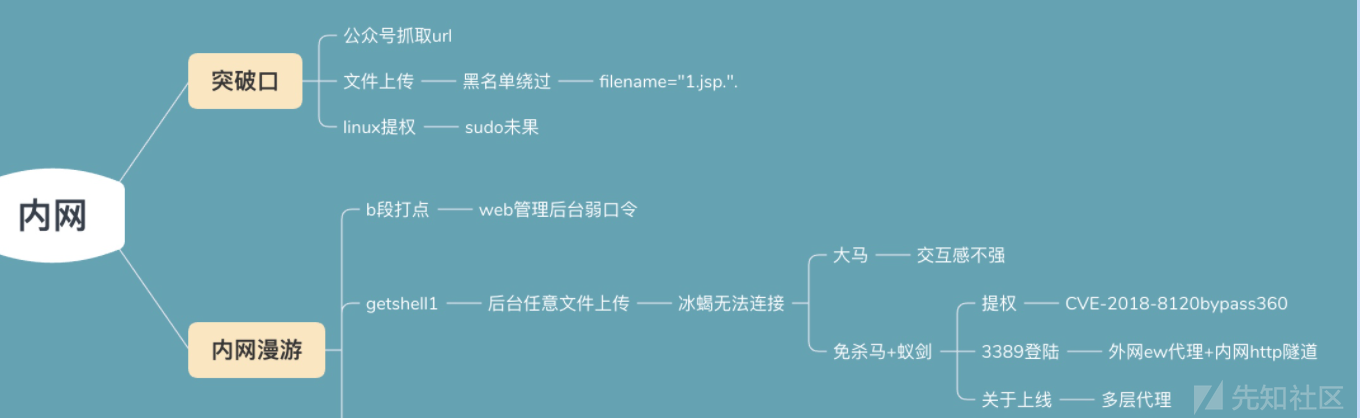 公众号抓取url
突破口
文件上传 黑名单绕过 filename="1.jsp.".
linux提权 sudo未果
内网
b段打点 web管理后台弱口令
大马 交互感不强
getshell1 后台任意文件上传 冰蝎无法连接
提权 CVE-2018-8120bypass360
内网漫游
免杀马+蚁剑
3389登陆 外网ew代理+内网http隧道
关于上线 多层代理
先知社区